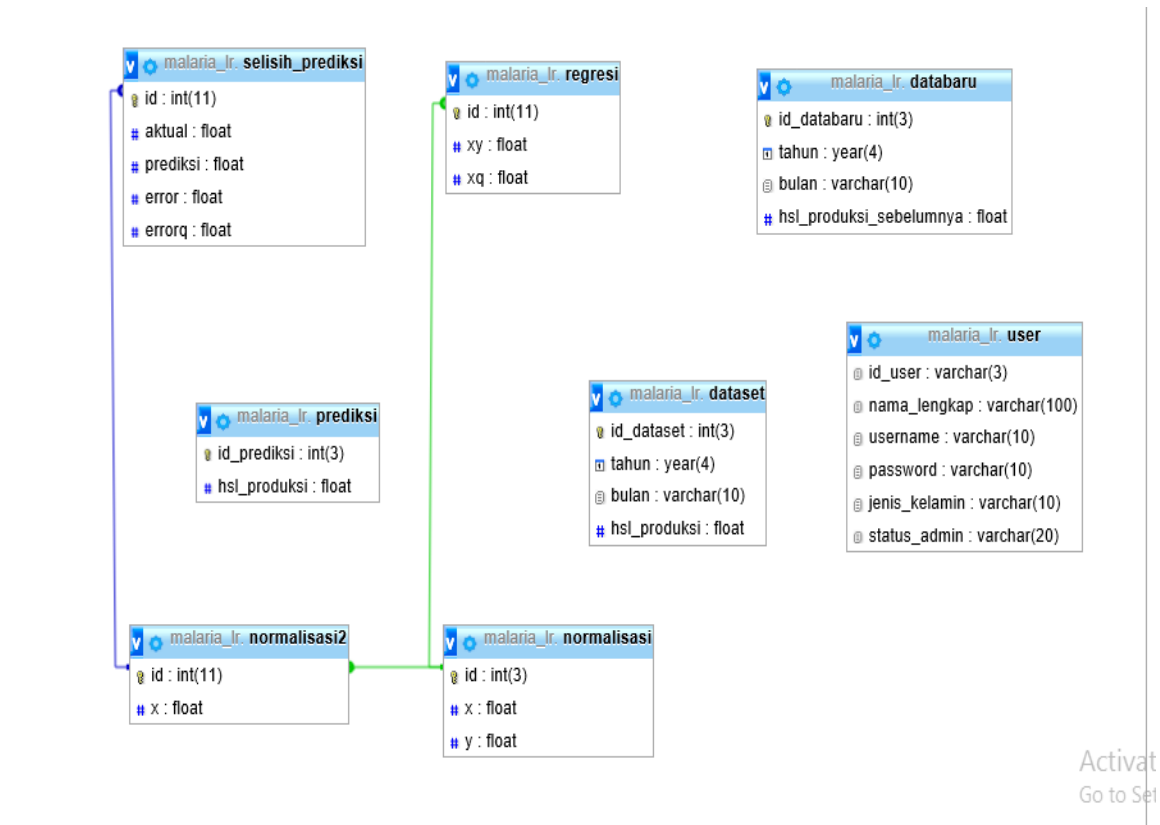 malaria_lr. selisih_prediksi
id : int(11)
aktual : float
prediksi : float
error : float
errorq : float
malaria_lr. regresi
id : int(11)
xy : float
xq : float
malaria_lr. databaru
id_databaru : int(3)
tahun : year(4)
bulan : varchar(10)
hsl_produksi_sebelumnya : float
malaria_lr. user
id_user : varchar(3)
nama_lengkap : varchar(100)
username : varchar(10)
password : varchar(10)
jenis_kelamin : varchar(10)
status_admin : varchar(20)
malaria_lr. prediksi
id_prediksi : int(3)
hsl_produksi : float
malaria_lr. dataset
id_dataset : int(3)
tahun : year(4)
bulan : varchar(10)
hsl_produksi : float
malaria_lr. normalisasi2
id : int(11)
x : float
malaria_lr. normalisasi
id : int(3)
x : float
y : float
Activat
Go to Set